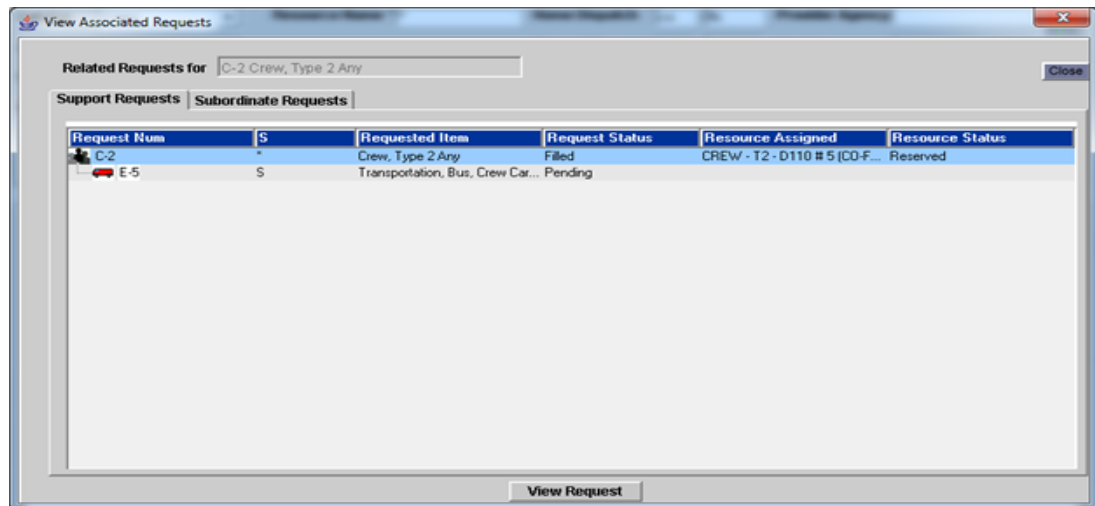 View Associated Requests
Related Requests for C-2 Crew, Type 2 Any
Close
Support Requests Subordinate Requests
Request Num S Requested Item Request Status Resource Assigned Resource Status
C-2 * Crew, Type 2 Any Filled CREW - T2 - D110 # 5 (CO-F... Reserved
E-5 S Transportation, Bus, Crew Car... Pending
View Request